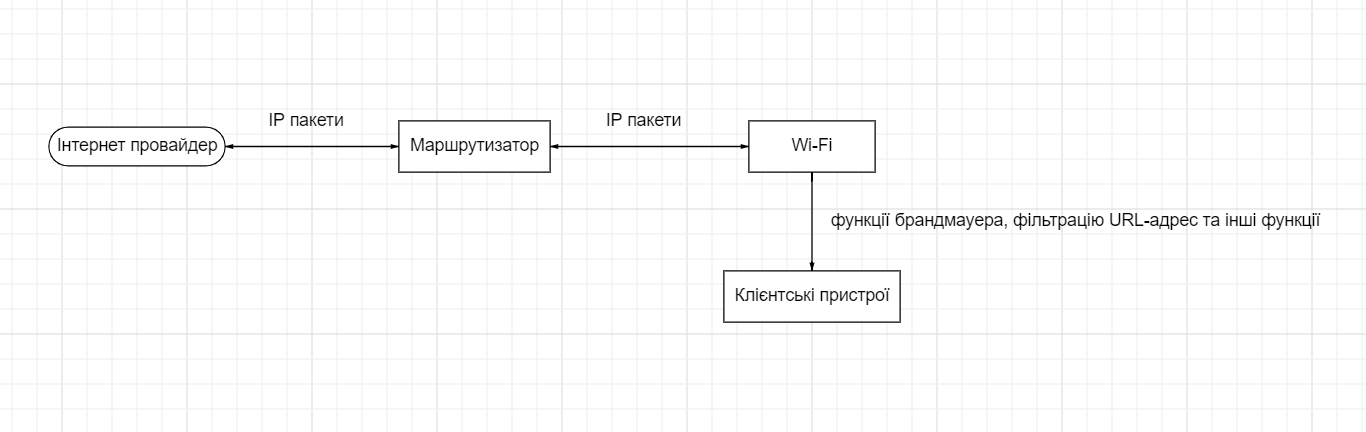 IP пакети
IP пакети
Інтернет провайдер
Маршрутизатор
Wi-Fi
функції брандмауера, фільтрацію URL-адрес та інші функції
Клієнтські пристрої